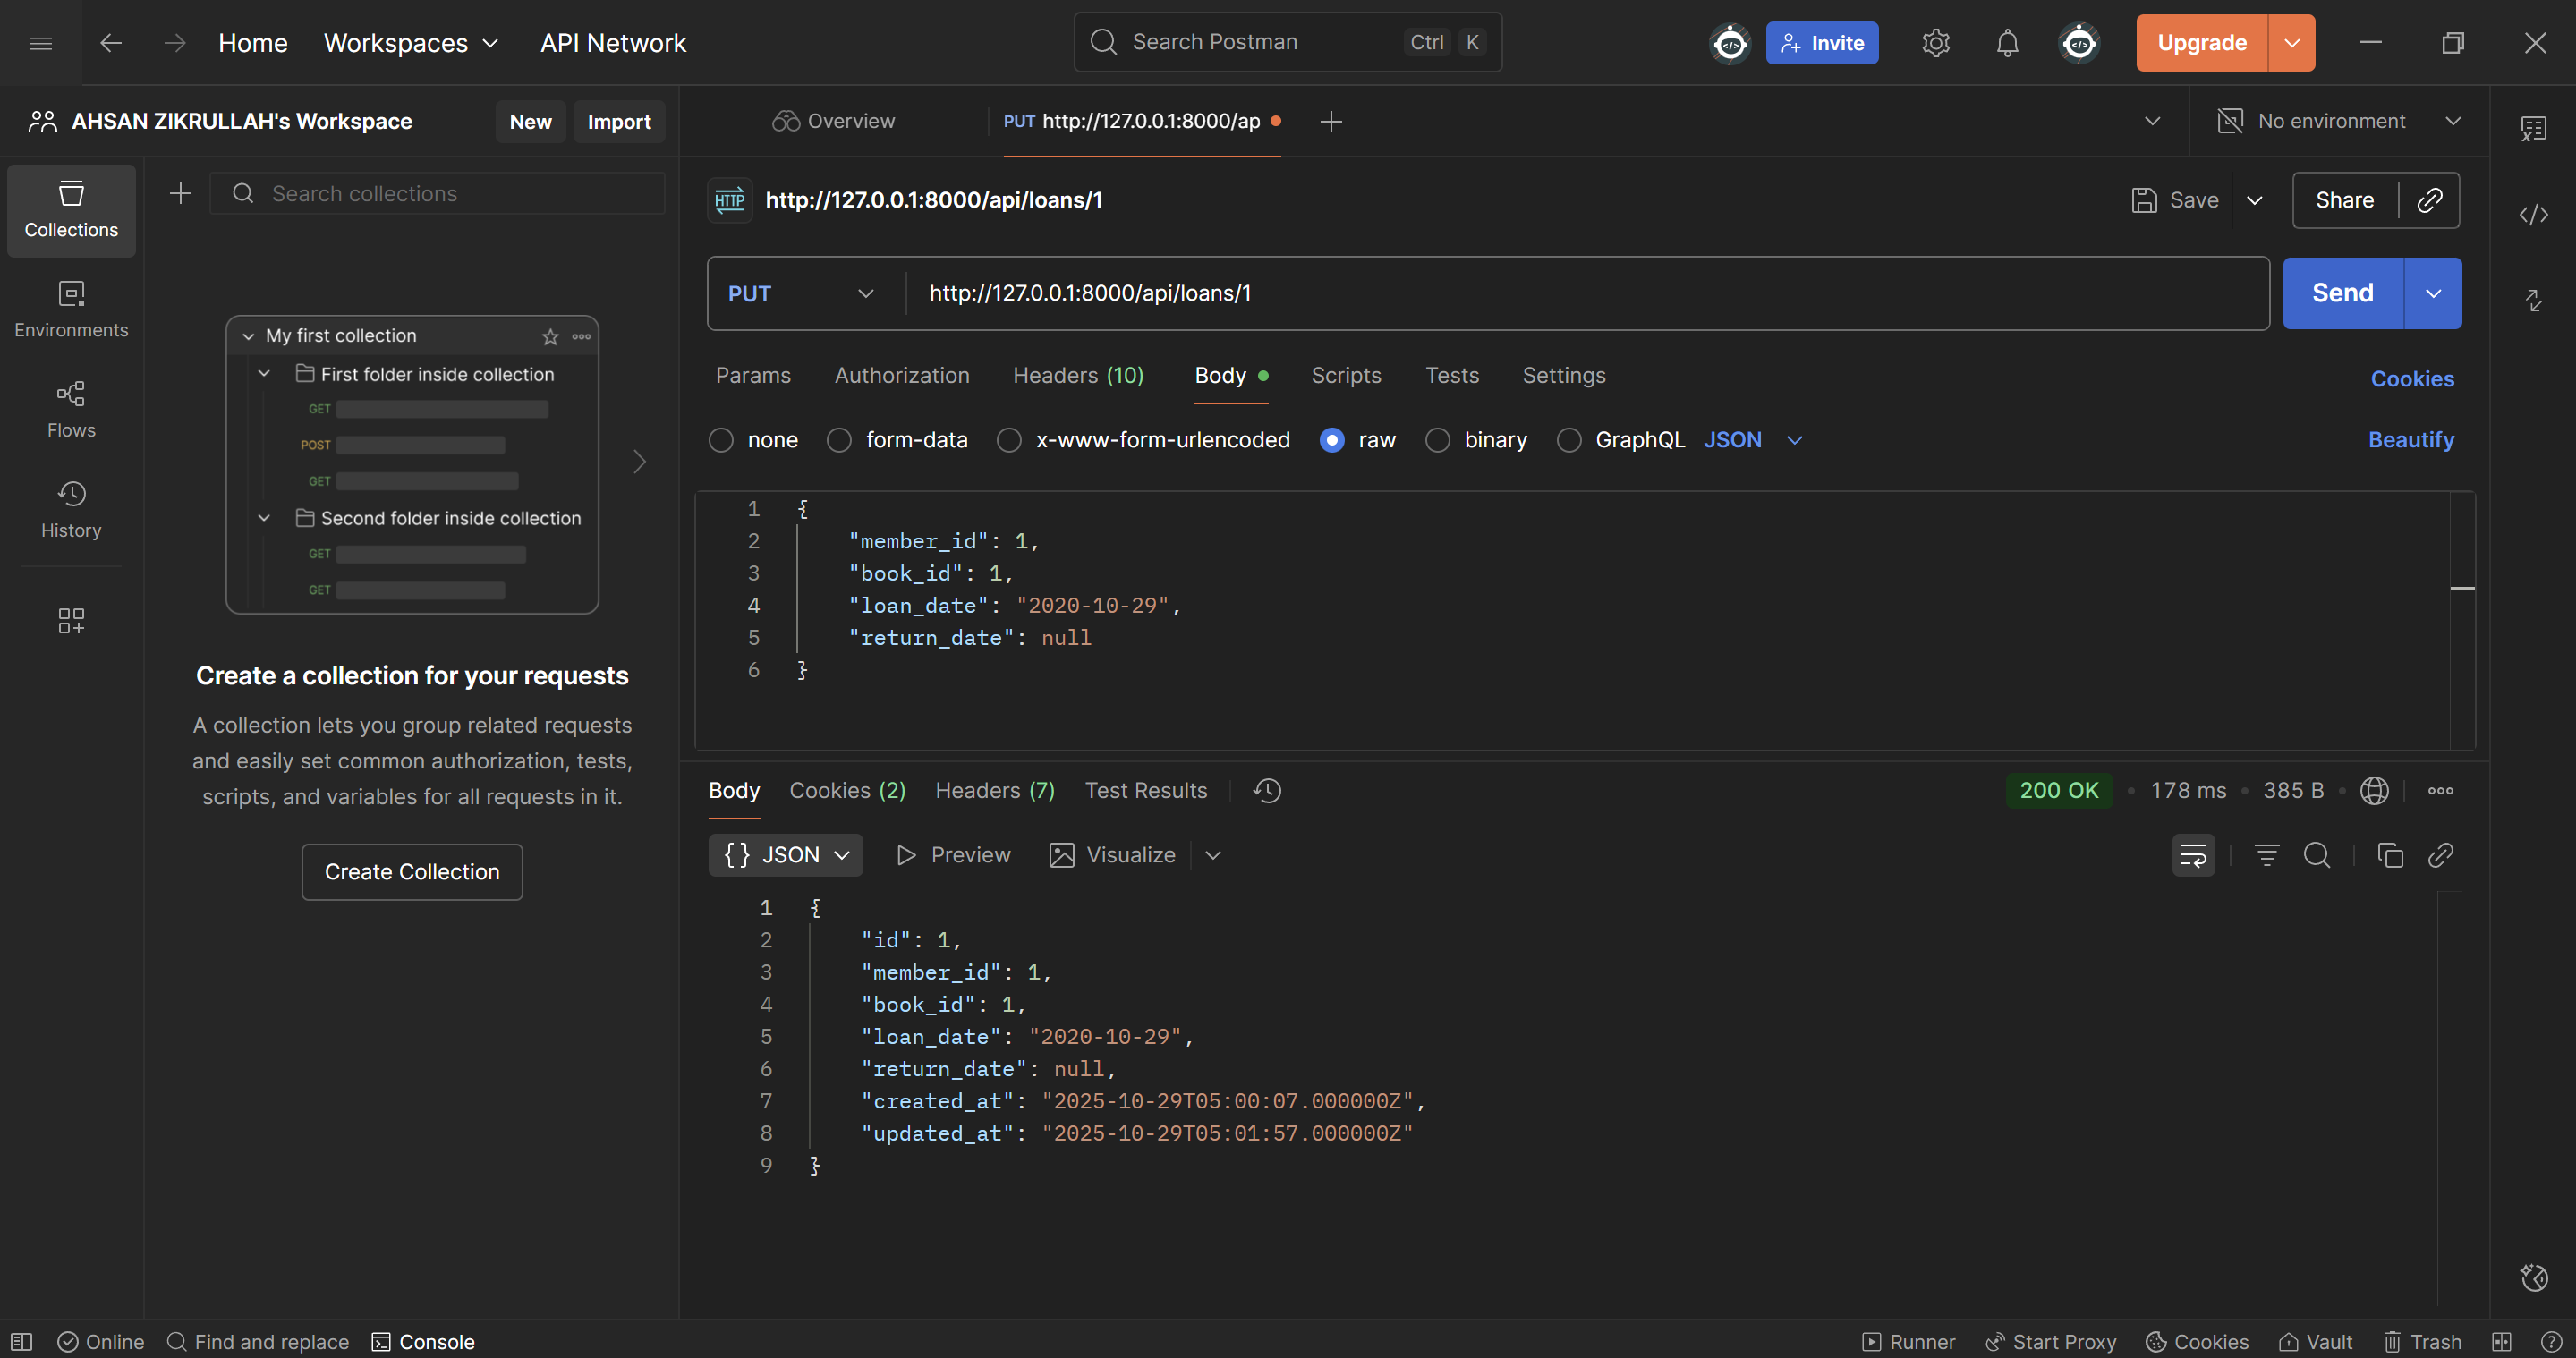 Home Workspaces API Network Search Postman Ctrl K Invite Upgrade
AHSAN ZIKRULLAH's Workspace New Import Overview PUT http://127.0.0.1:8000/ap No environment
Collections
Environments
Flows
History
Search collections
My first collection
First folder inside collection
GET
POST
GET
Second folder inside collection
GET
GET
Create a collection for your requests
A collection lets you group related requests
and easily set common authorization, tests,
scripts, and variables for all requests in it.
Create Collection
HTTP http://127.0.0.1:8000/api/loans/1 Save Share
PUT http://127.0.0.1:8000/api/loans/1 Send
Params Authorization Headers (10) Body Scripts Tests Settings Cookies
none form-data x-www-form-urlencoded raw binary GraphQL JSON Beautify
1 {
2 "member_id": 1,
3 "book_id": 1,
4 "loan_date": "2020-10-29",
5 "return_date": null
6 }
Body Cookies (2) Headers (7) Test Results 200 OK • 178 ms • 385 B •
{} JSON Preview Visualize
1 {
2 "id": 1,
3 "member_id": 1,
4 "book_id": 1,
5 "loan_date": "2020-10-29",
6 "return_date": null,
7 "created_at": "2025-10-29T05:00:07.000000Z",
8 "updated_at": "2025-10-29T05:01:57.000000Z"
9 }
Online Find and replace Console Runner Start Proxy Cookies Vault Trash